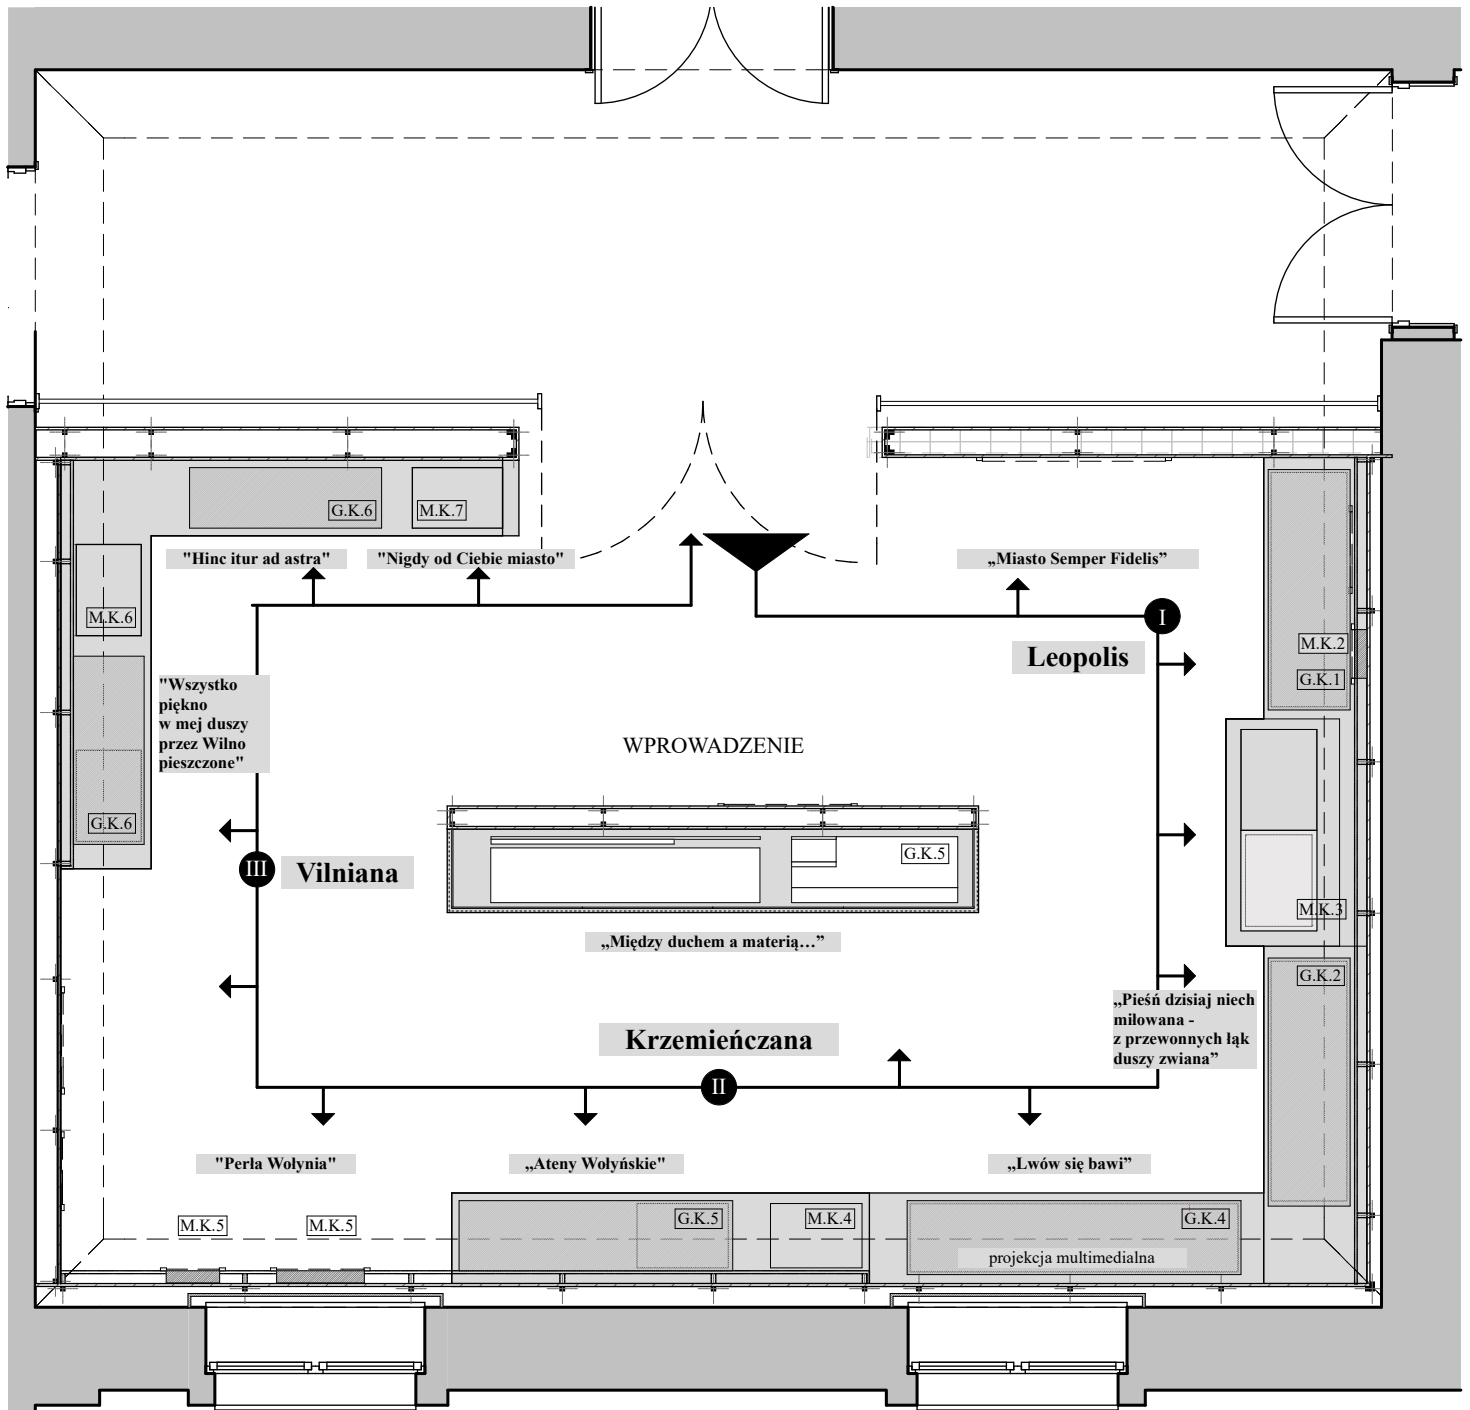 G.K.6
M.K.7
"Hinc itur ad astra"
"Nigdy od Ciebie miasto"
„Miasto Semper Fidelis”
M.K.6
I
Leopolis
M.K.2
G.K.1
"Wszystko
piękno
w mej duszy
przez Wilno
pieszczone"
WPROWADZENIE
G.K.6
G.K.5
III
Vilniana
M.K.3
„Między duchem a materią…”
G.K.2
„Pieśń dzisiaj niech
miłowana -
z przewonnych łąk
duszy zwiana”
Krzemieńczana
II
"Perła Wołynia"
„Ateny Wołyńskie"
„Lwów się bawi”
M.K.5
M.K.5
G.K.5
M.K.4
G.K.4
projekcja multimedialna